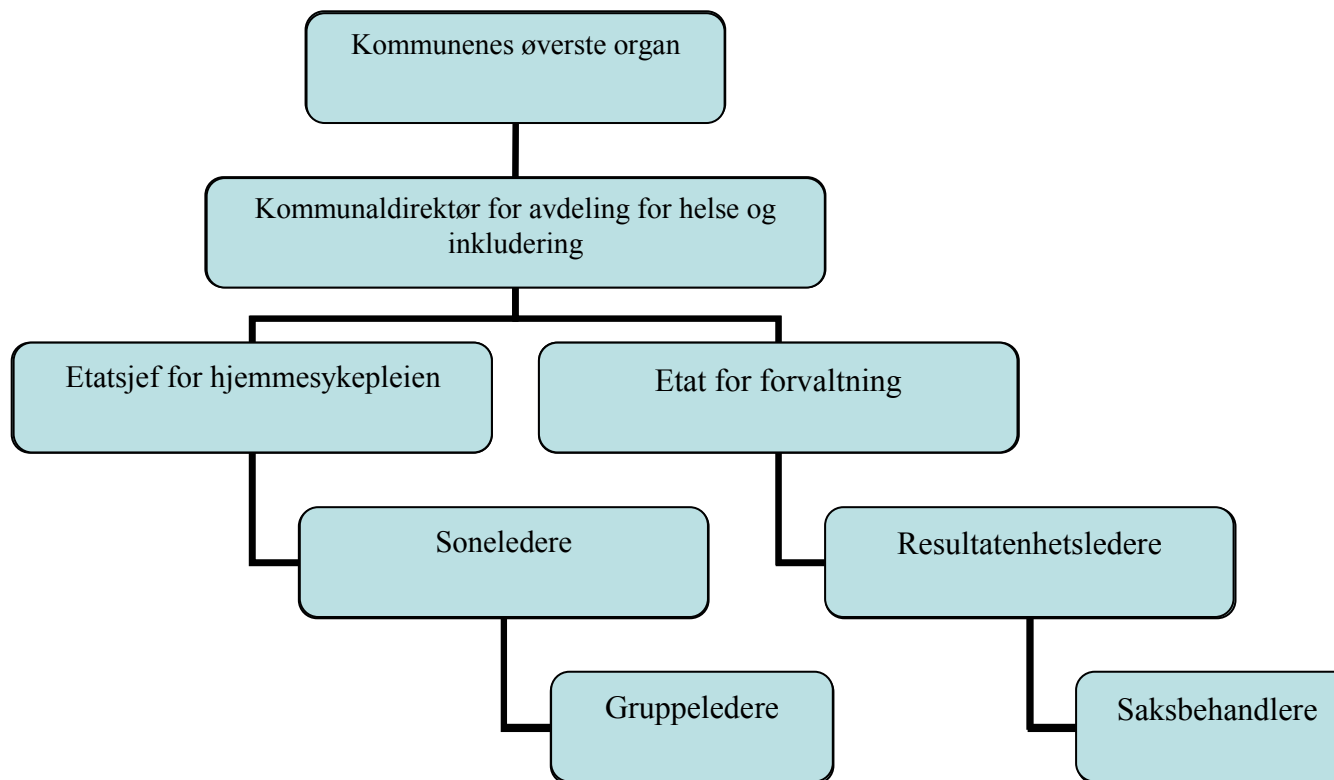 Kommunenes øverste organ
Kommunaldirektør for avdeling for helse og
inkludering
Etatsjef for hjemmesykepleien
Etat for forvaltning
Soneledere
Resultatenhetsledere
Gruppeledere
Saksbehandlere